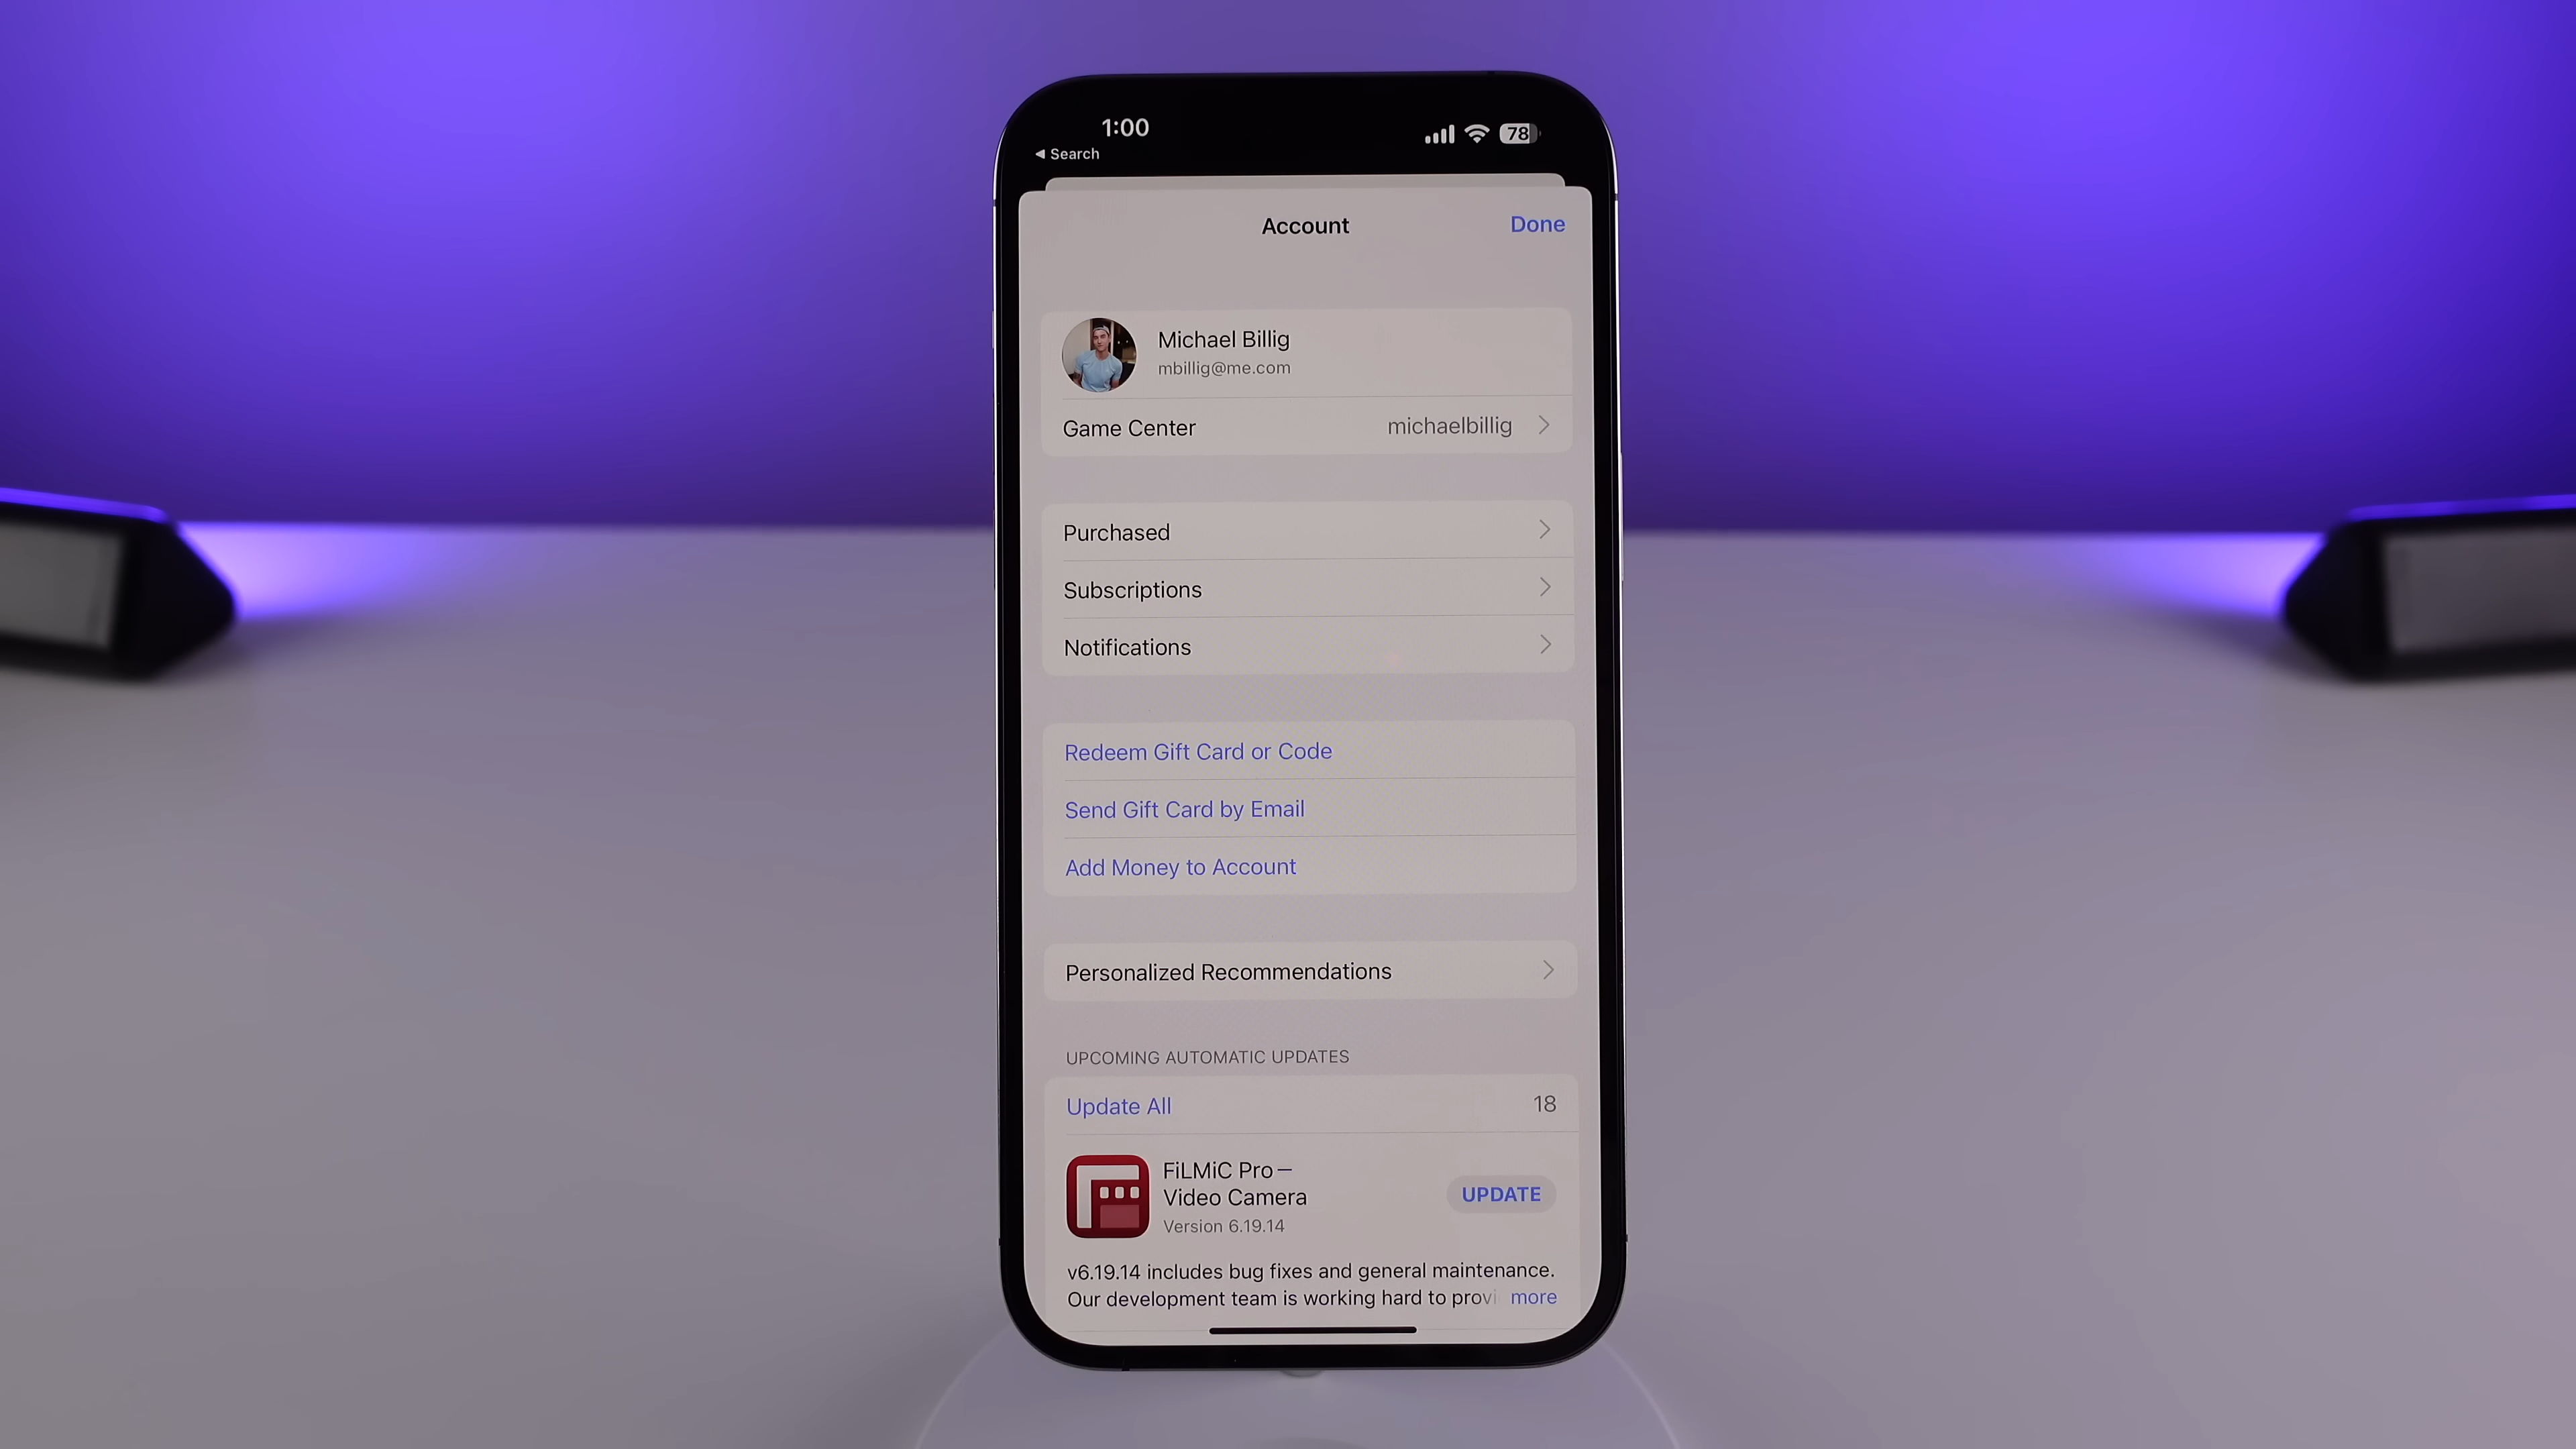 1:00
78
◀ Search
Account
Done
Michael Billig
mbillig@me.com
Game Center
michaelbillig
Purchased
Subscriptions
Notifications
Redeem Gift Card or Code
Send Gift Card by Email
Add Money to Account
Personalized Recommendations
UPCOMING AUTOMATIC UPDATES
Update All
18
FiLMiC Pro–
Video Camera
UPDATE
Version 6.19.14
v6.19.14 includes bug fixes and general maintenance.
Our development team is working hard to provi more